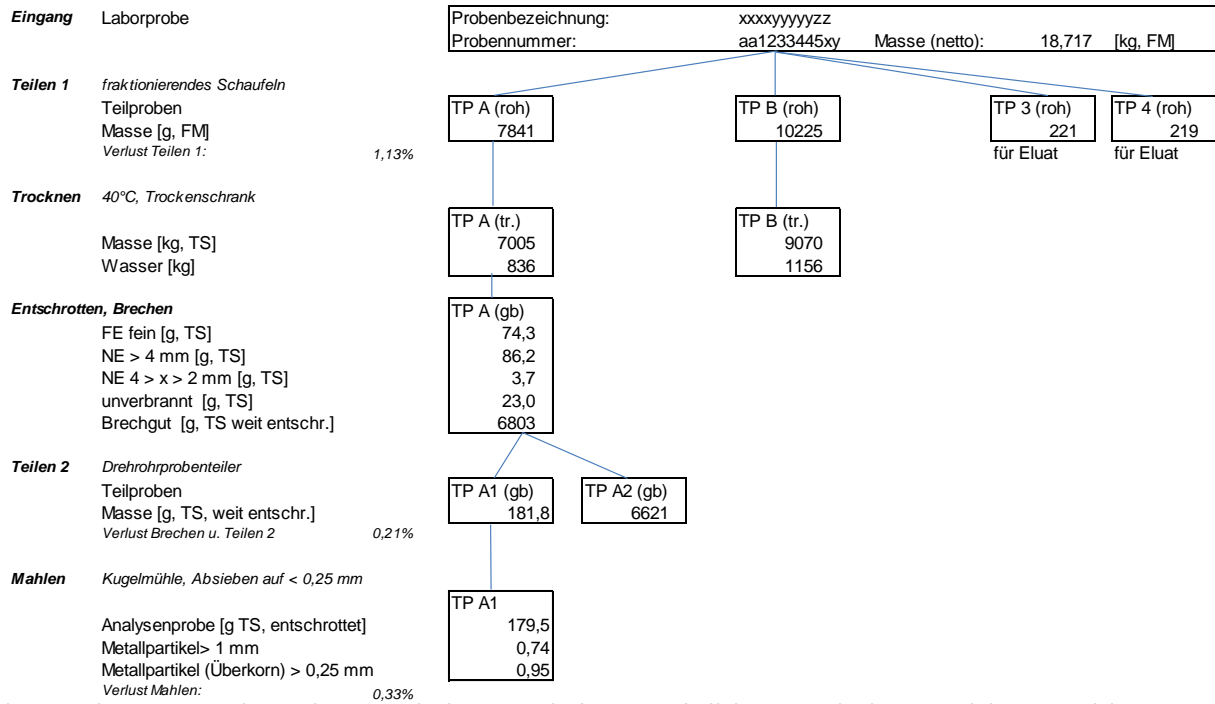 Eingang Laborprobe Probenbezeichnung: xxxxyyyyyzz
Probennummer: aa1233445xy Masse (netto): 18,717 [kg, FM]
Teilen 1 fraktionierendes Schaufeln
Teilproben TP A (roh) TP B (roh) TP 3 (roh) TP 4 (roh)
Masse [g, FM] 7841 10225 221 219
Verlust Teilen 1: 1,13% für Eluat für Eluat
Trocknen 40°C, Trockenschrank
TP A (tr.) TP B (tr.)
Masse [kg, TS] 7005 9070
Wasser [kg] 836 1156
Entschrotten, Brechen TP A (gb)
FE fein [g, TS] 74,3
NE > 4 mm [g, TS] 86,2
NE 4 > x > 2 mm [g, TS] 3,7
unverbrannt [g, TS] 23,0
Brechgut [g, TS weit entschr.] 6803
Teilen 2 Drehrohrprobenteiler
Teilproben TP A1 (gb) TP A2 (gb)
Masse [g, TS, weit entschr.] 181,8 6621
Verlust Brechen u. Teilen 2 0,21%
Mahlen Kugelmühle, Absieben auf < 0,25 mm
TP A1
Analysenprobe [g TS, entschrottet] 179,5
Metallpartikel> 1 mm 0,74
Metallpartikel (Überkorn) > 0,25 mm 0,95
Verlust Mahlen: 0,33%